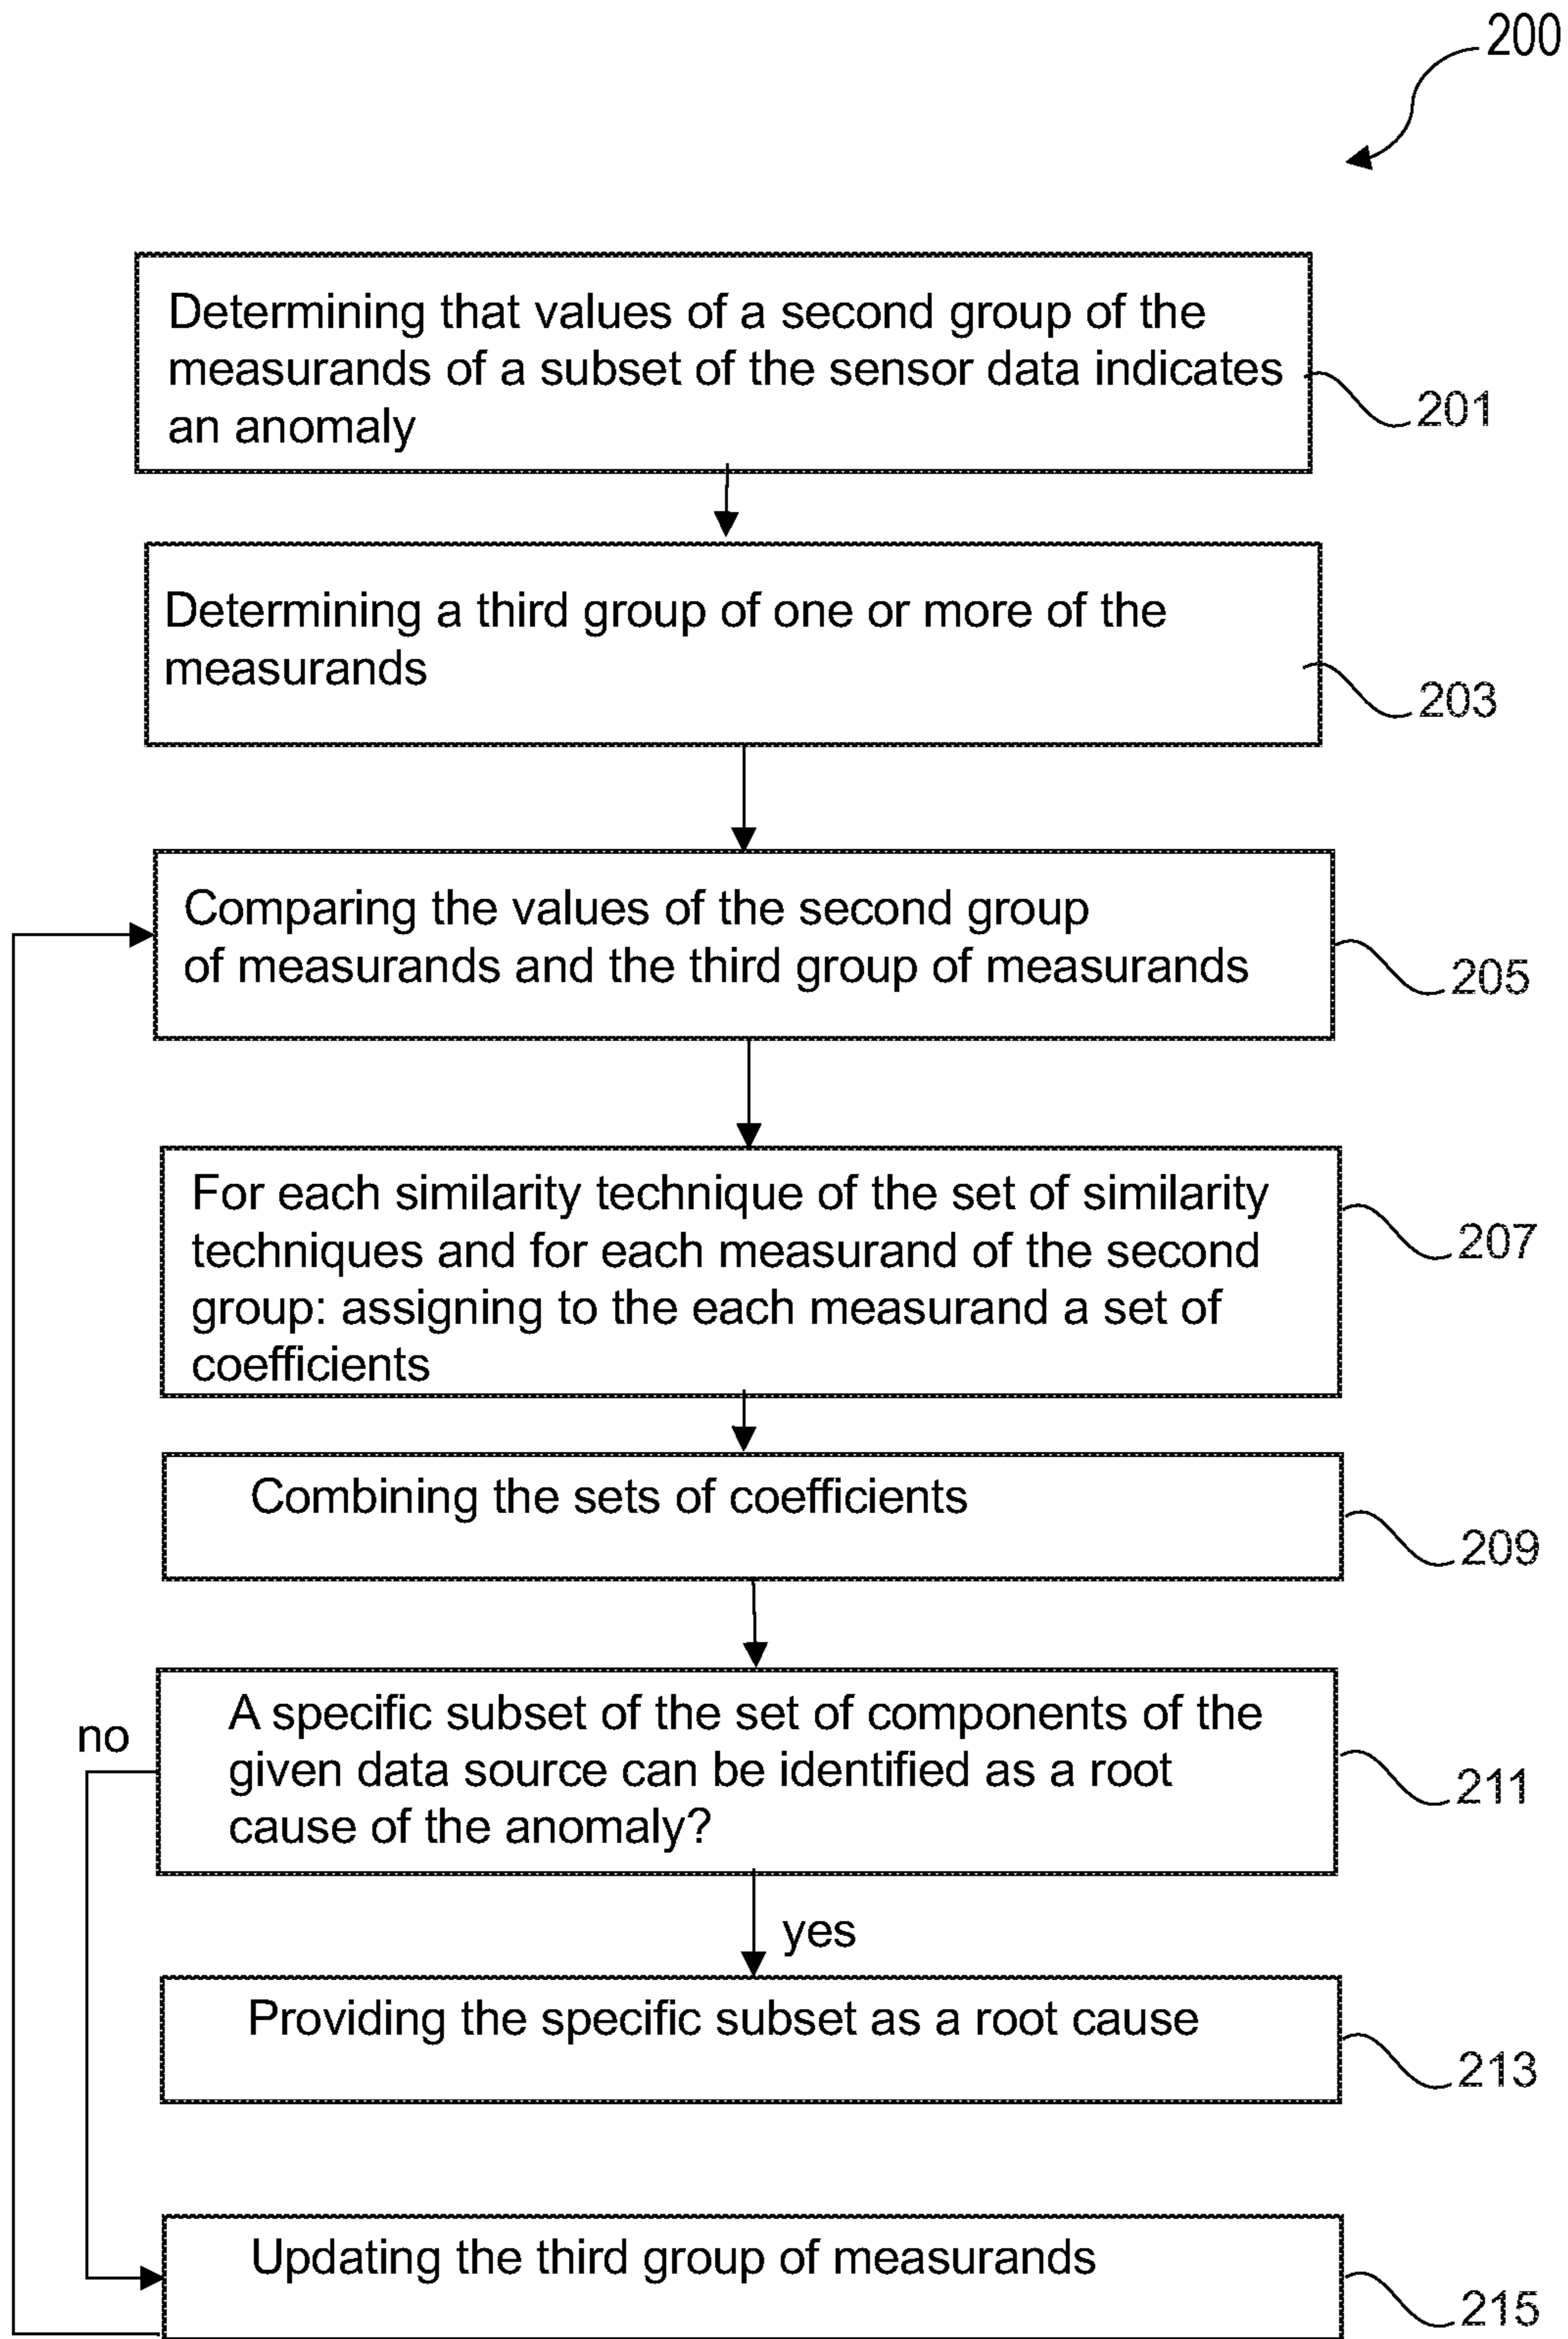 200
Determining that values of a second group of the
measurands of a subset of the sensor data indicates
an anomaly
201
Determining a third group of one or more of the
measurands
203
Comparing the values of the second group
of measurands and the third group of measurands
205
For each similarity technique of the set of similarity
techniques and for each measurand of the second
group: assigning to the each measurand a set of
coefficients
207
Combining the sets of coefficients
209
no
A specific subset of the set of components of the
given data source can be identified as a root
cause of the anomaly?
211
yes
Providing the specific subset as a root cause
213
Updating the third group of measurands
215